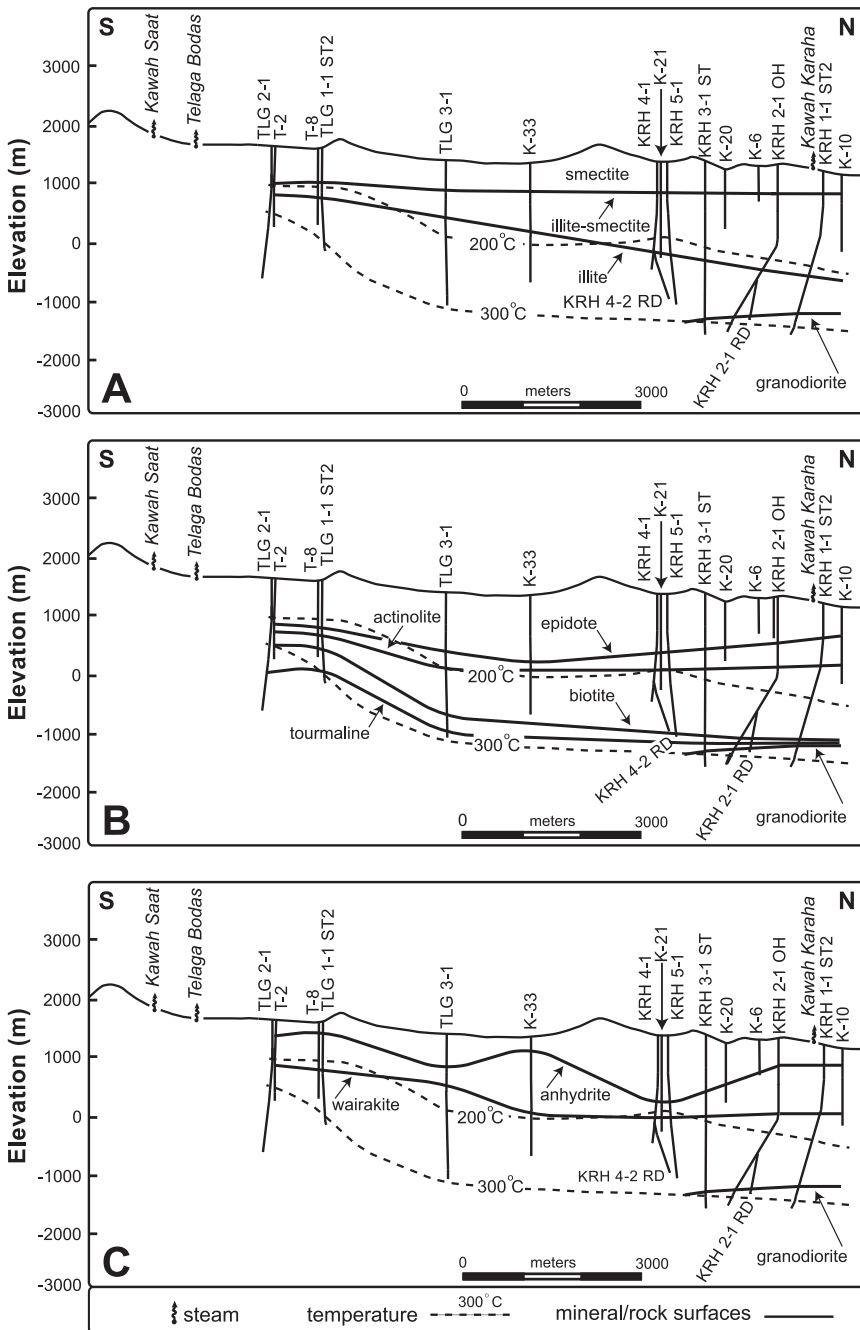 S
N
Kawah Saat
Telaga Bodas
TLG 2-1
T-2
T-8
TLG 1-1 ST2
TLG 3-1
K-33
KRH 4-1
K-21
KRH 5-1
KRH 3-1 ST
K-20
K-6
KRH 2-1 OH
Kawah Karaha
KRH 1-1 ST2
K-10
Elevation (m)
3000
2000
1000
0
-1000
-2000
-3000
smectite
illite-smectite
200°C
illite
KRH 4-2 RD
300°C
KRH 2-1 RD
granodiorite
0 meters 3000
A
S
N
Kawah Saat
Telaga Bodas
TLG 2-1
T-2
T-8
TLG 1-1 ST2
TLG 3-1
K-33
KRH 4-1
K-21
KRH 5-1
KRH 3-1 ST
K-20
K-6
KRH 2-1 OH
Kawah Karaha
KRH 1-1 ST2
K-10
Elevation (m)
3000
2000
1000
0
-1000
-2000
-3000
actinolite
epidote
200°C
biotite
tourmaline
300°C
KRH 4-2 RD
KRH 2-1 RD
granodiorite
0 meters 3000
B
S
N
Kawah Saat
Telaga Bodas
TLG 2-1
T-2
T-8
TLG 1-1 ST2
TLG 3-1
K-33
KRH 4-1
K-21
KRH 5-1
KRH 3-1 ST
K-20
K-6
KRH 2-1 OH
Kawah Karaha
KRH 1-1 ST2
K-10
Elevation (m)
3000
2000
1000
0
-1000
-2000
-3000
wairakite
anhydrite
200°C
300°C
KRH 4-2 RD
KRH 2-1 RD
granodiorite
0 meters 3000
C
steam temperature 300°C mineral/rock surfaces